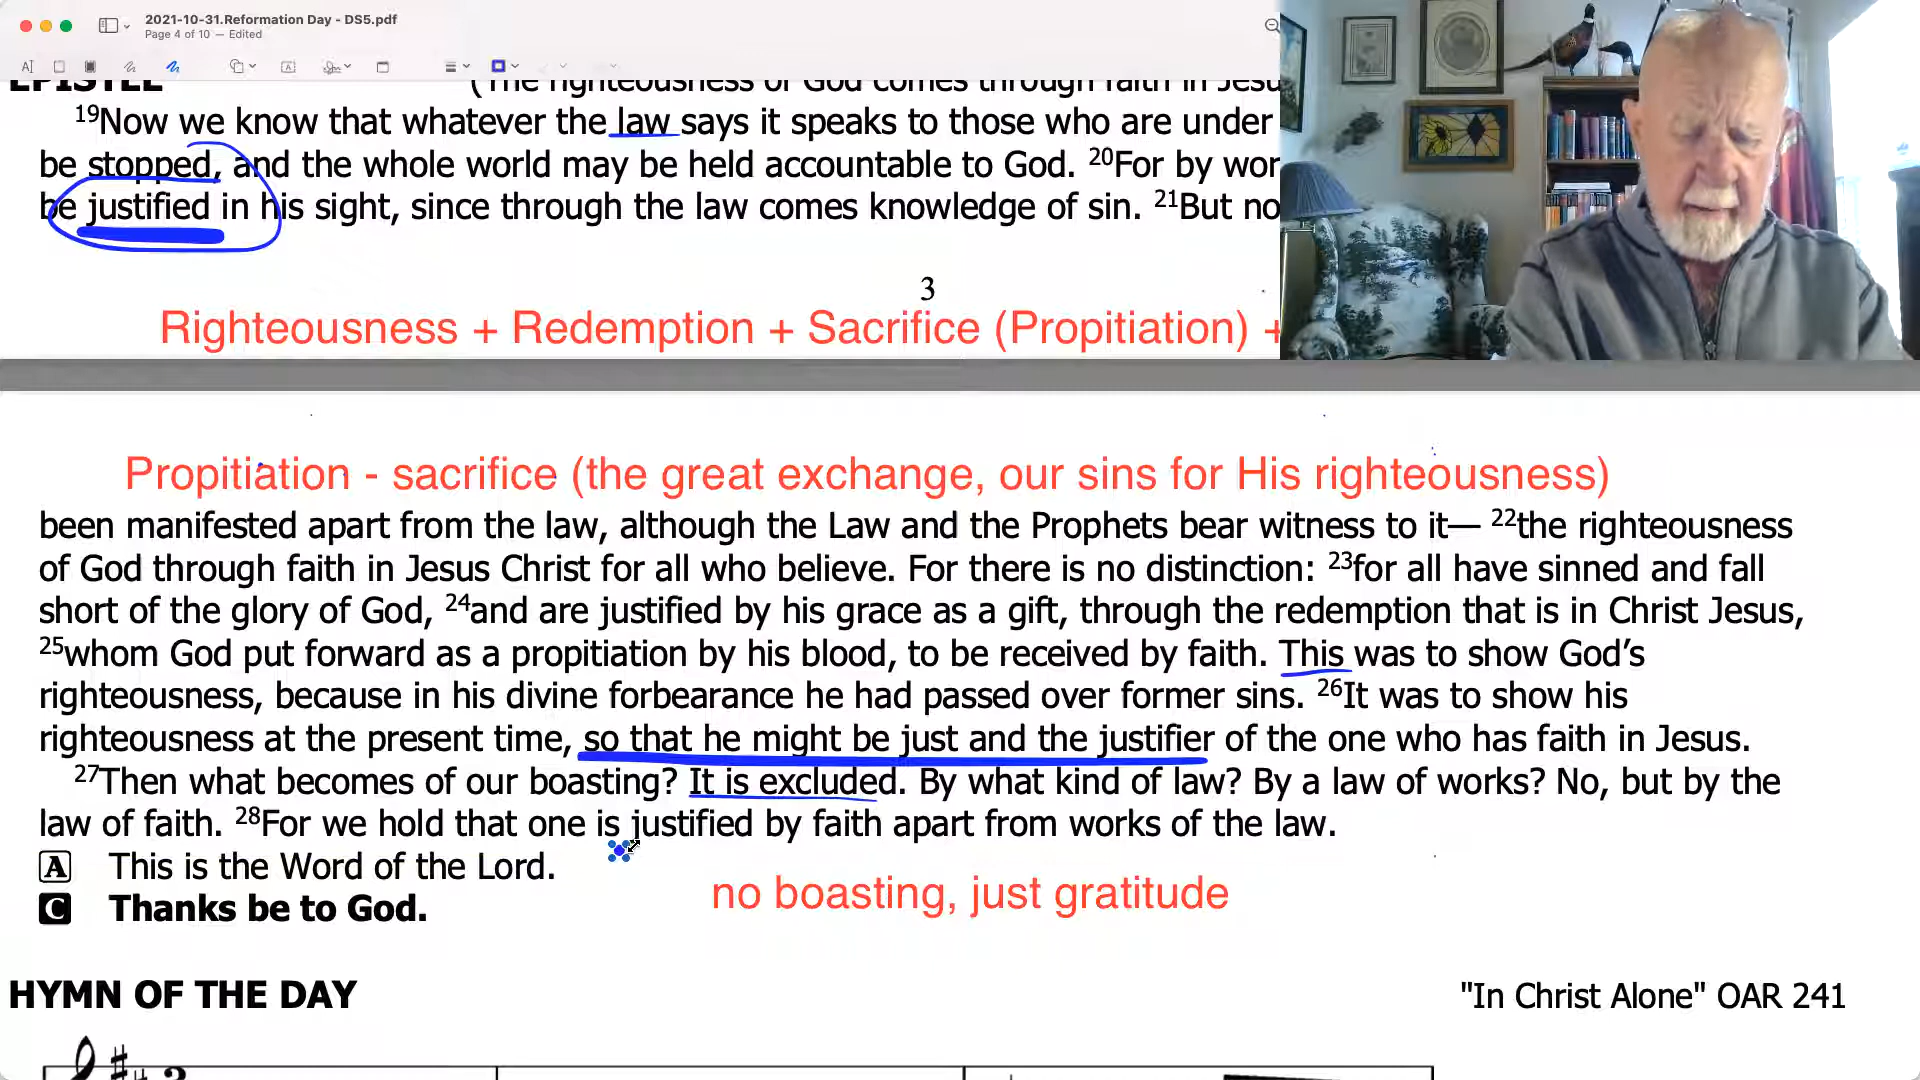 2021-10-31.Reformation Day - DS5.pdf
Page 4 of 10 — Edited
EPISTLE (The righteousness of God comes through faith in Jesu
19Now we know that whatever the law says it speaks to those who are under
be stopped, and the whole world may be held accountable to God. 20For by wor
be justified in his sight, since through the law comes knowledge of sin. 21But no
3
Righteousness + Redemption + Sacrifice (Propitiation) +
Propitiation - sacrifice (the great exchange, our sins for His righteousness)
been manifested apart from the law, although the Law and the Prophets bear witness to it— 22the righteousness
of God through faith in Jesus Christ for all who believe. For there is no distinction: 23for all have sinned and fall
short of the glory of God, 24and are justified by his grace as a gift, through the redemption that is in Christ Jesus,
25whom God put forward as a propitiation by his blood, to be received by faith. This was to show God’s
righteousness, because in his divine forbearance he had passed over former sins. 26It was to show his
righteousness at the present time, so that he might be just and the justifier of the one who has faith in Jesus.
27Then what becomes of our boasting? It is excluded. By what kind of law? By a law of works? No, but by the
law of faith. 28For we hold that one is justified by faith apart from works of the law.
A This is the Word of the Lord.
C Thanks be to God.
no boasting, just gratitude
HYMN OF THE DAY "In Christ Alone" OAR 241
3